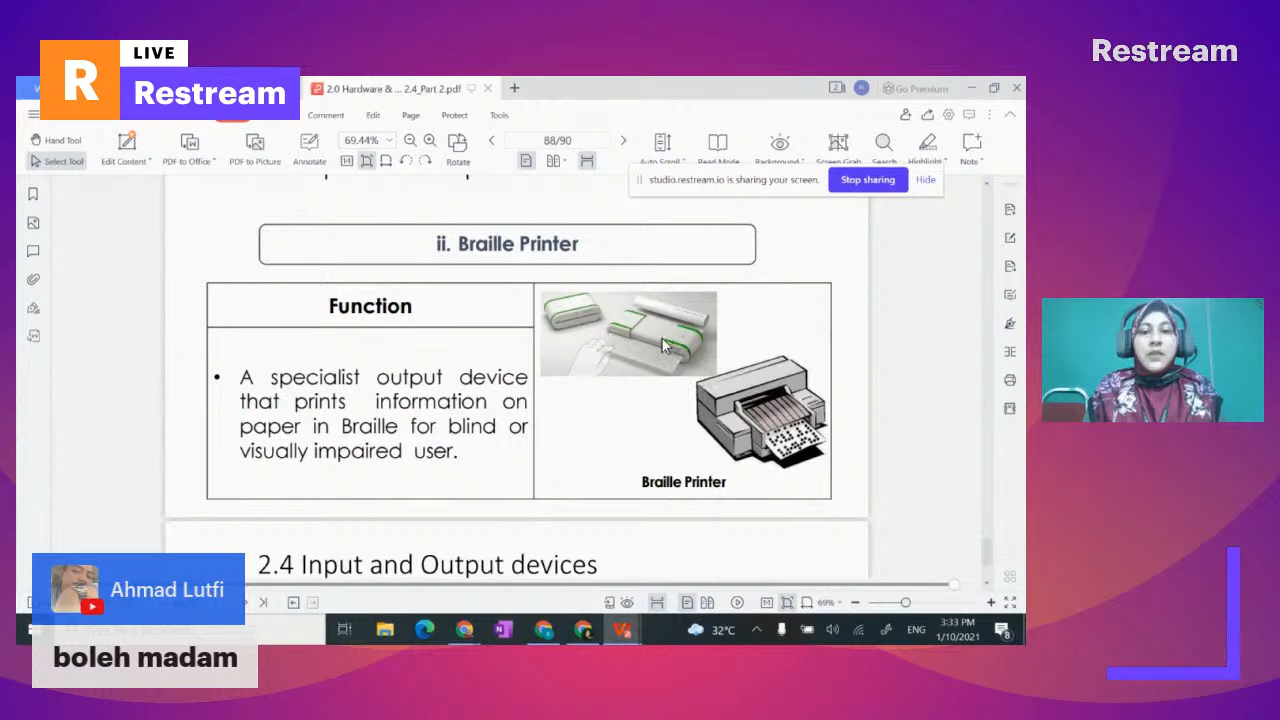 R
LIVE
Restream
Restream
2.0 Hardware & ... 2.4_Part 2.pdf
Go Premium
Comment Edit Page Protect Tools
Hand Tool
69.44%
88/90
Select Tool
Edit Content
PDF to Office
PDF to Picture
Annotate
Rotate
Auto Scroll
Read Mode
Background
Screen Grab
Search
Highlight
Note
studio.restream.io is sharing your screen.
Stop sharing
Hide
ii. Braille Printer
Function
• A specialist output device
that prints information on
paper in Braille for blind or
visually impaired user.
Braille Printer
2.4 Input and Output devices
Ahmad Lutfi
boleh madam
69%
32°C
ENG
3:33 PM
1/10/2021
8